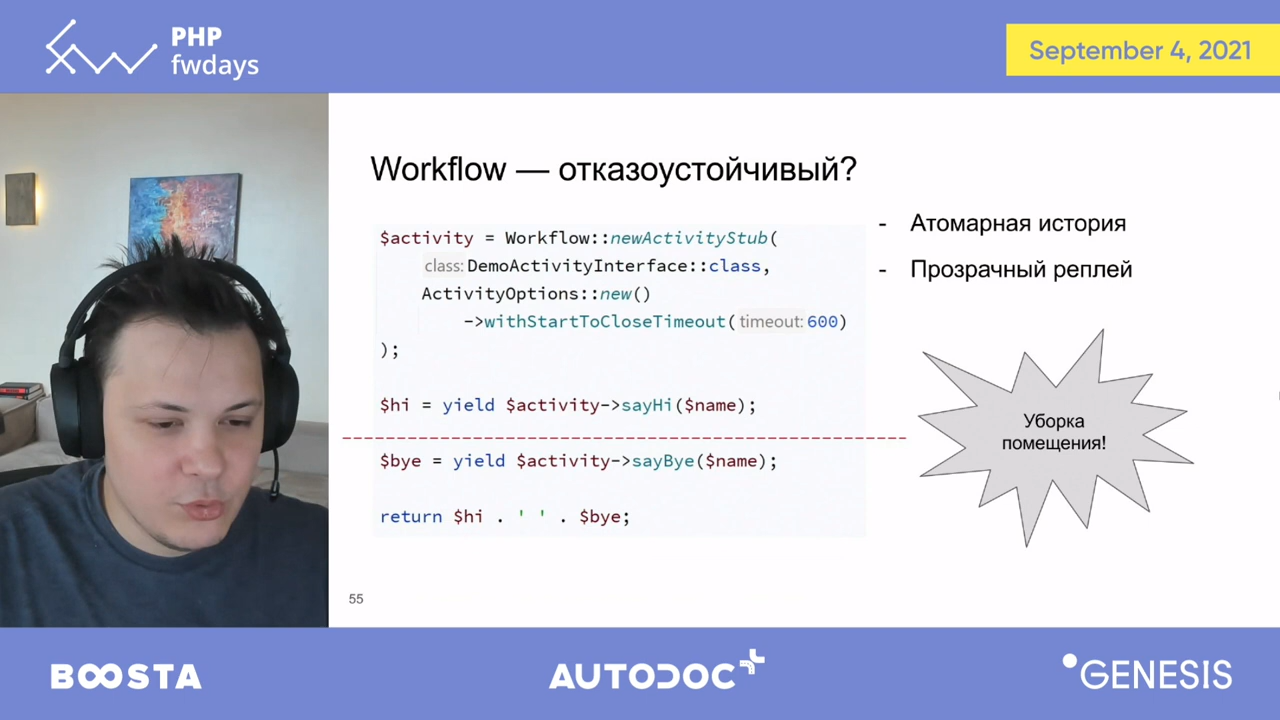 PHP
fwdays
September 4, 2021
Workflow — отказоустойчивый?
$activity = Workflow::newActivityStub(
class: DemoActivityInterface::class,
ActivityOptions::new()
->withStartToCloseTimeout( timeout: 600)
);
$hi = yield $activity->sayHi($name);
$bye = yield $activity->sayBye($name);
return $hi . ' ' . $bye;
- Атомарная история
- Прозрачный реплей
Уборка
помещения!
55
BOOSTA
AUTODOC
GENESIS